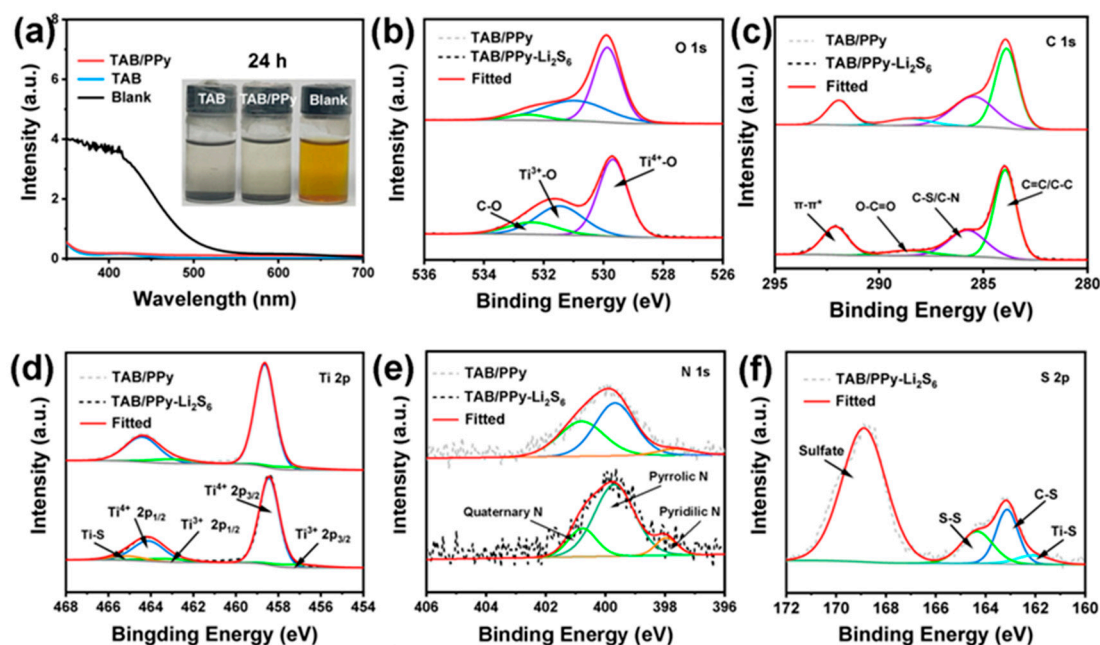 (a)
Intensity (a.u.)
8
6
4
2
0
TAB/PPy
TAB
Blank
24 h
TAB
TAB/PPy
Blank
400
500
600
700
Wavelength (nm)
(b)
Intensity (a.u.)
TAB/PPy
TAB/PPy-Li₂S₆
Fitted
O 1s
Ti³⁺-O
Ti⁴⁺-O
C-O
536 534 532 530 528 526
Binding Energy (eV)
(c)
Intensity (a.u.)
TAB/PPy
TAB/PPy-Li₂S₆
Fitted
C 1s
π-π*
O-C=O
C-S/C-N
C=C/C-C
295 290 285 280
Binding Energy (eV)
(d)
Intensity (a.u.)
TAB/PPy
TAB/PPy-Li₂S₆
Fitted
Ti 2p
Ti⁴⁺ 2p₃/₂
Ti⁴⁺ 2p₁/₂
Ti³⁺ 2p₁/₂
Ti-S
Ti³⁺ 2p₃/₂
468 466 464 462 460 458 456 454
Bingding Energy (eV)
(e)
Intensity (a.u.)
TAB/PPy
TAB/PPy-Li₂S₆
Fitted
N 1s
Pyrrolic N
Quaternary N
Pyridilic N
406 404 402 400 398 396
Binding Energy (eV)
(f)
Intensity (a.u.)
TAB/PPy-Li₂S₆
Fitted
S 2p
Sulfate
C-S
S-S
Ti-S
172 170 168 166 164 162 160
Binding Energy (eV)